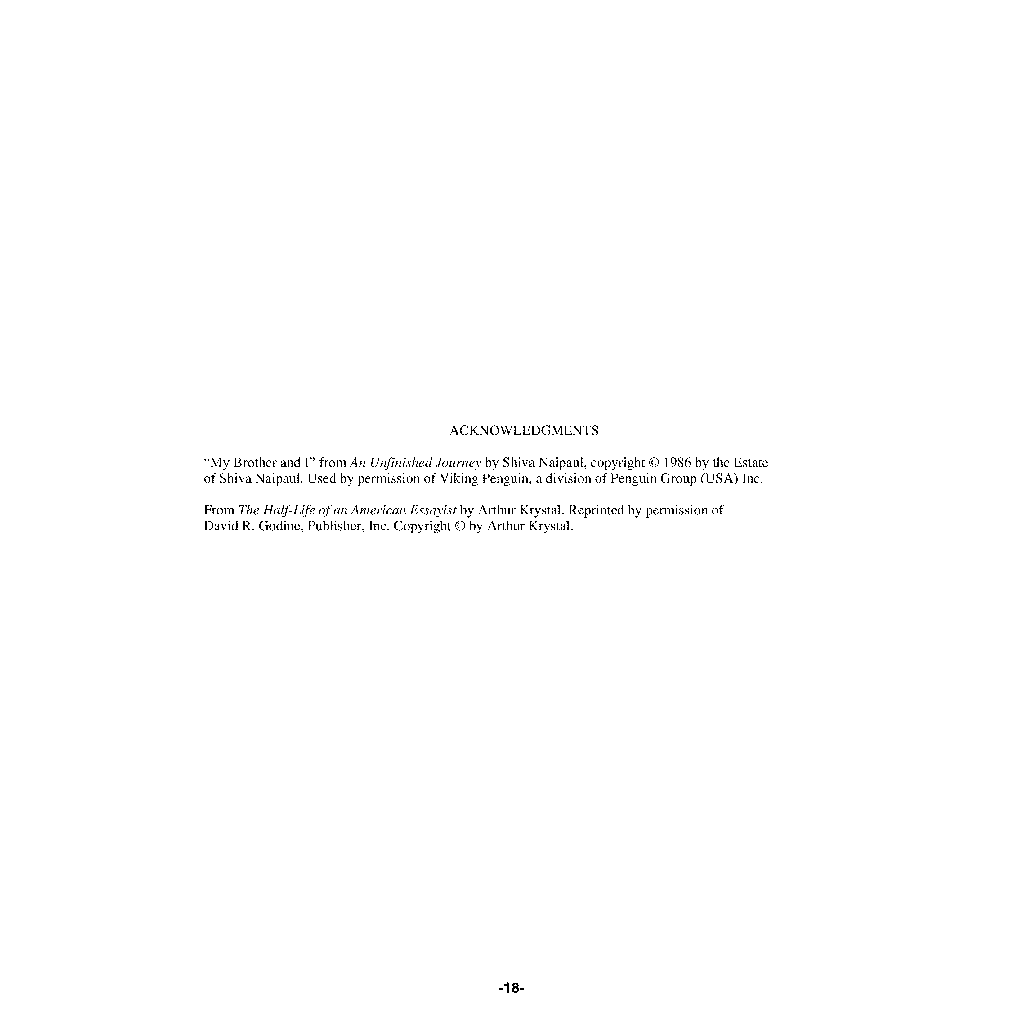 ACKNOWLEDGMENTS
“My Brother and I” from An Unfinished Journey by Shiva Naipaul, copyright © 1986 by the Estate
of Shiva Naipaul. Used by permission of Viking Penguin, a division of Penguin Group (USA) Inc.
From The Half-Life of an American Essayist by Arthur Krystal. Reprinted by permission of
David R. Godine, Publisher, Inc. Copyright © by Arthur Krystal.
-18-